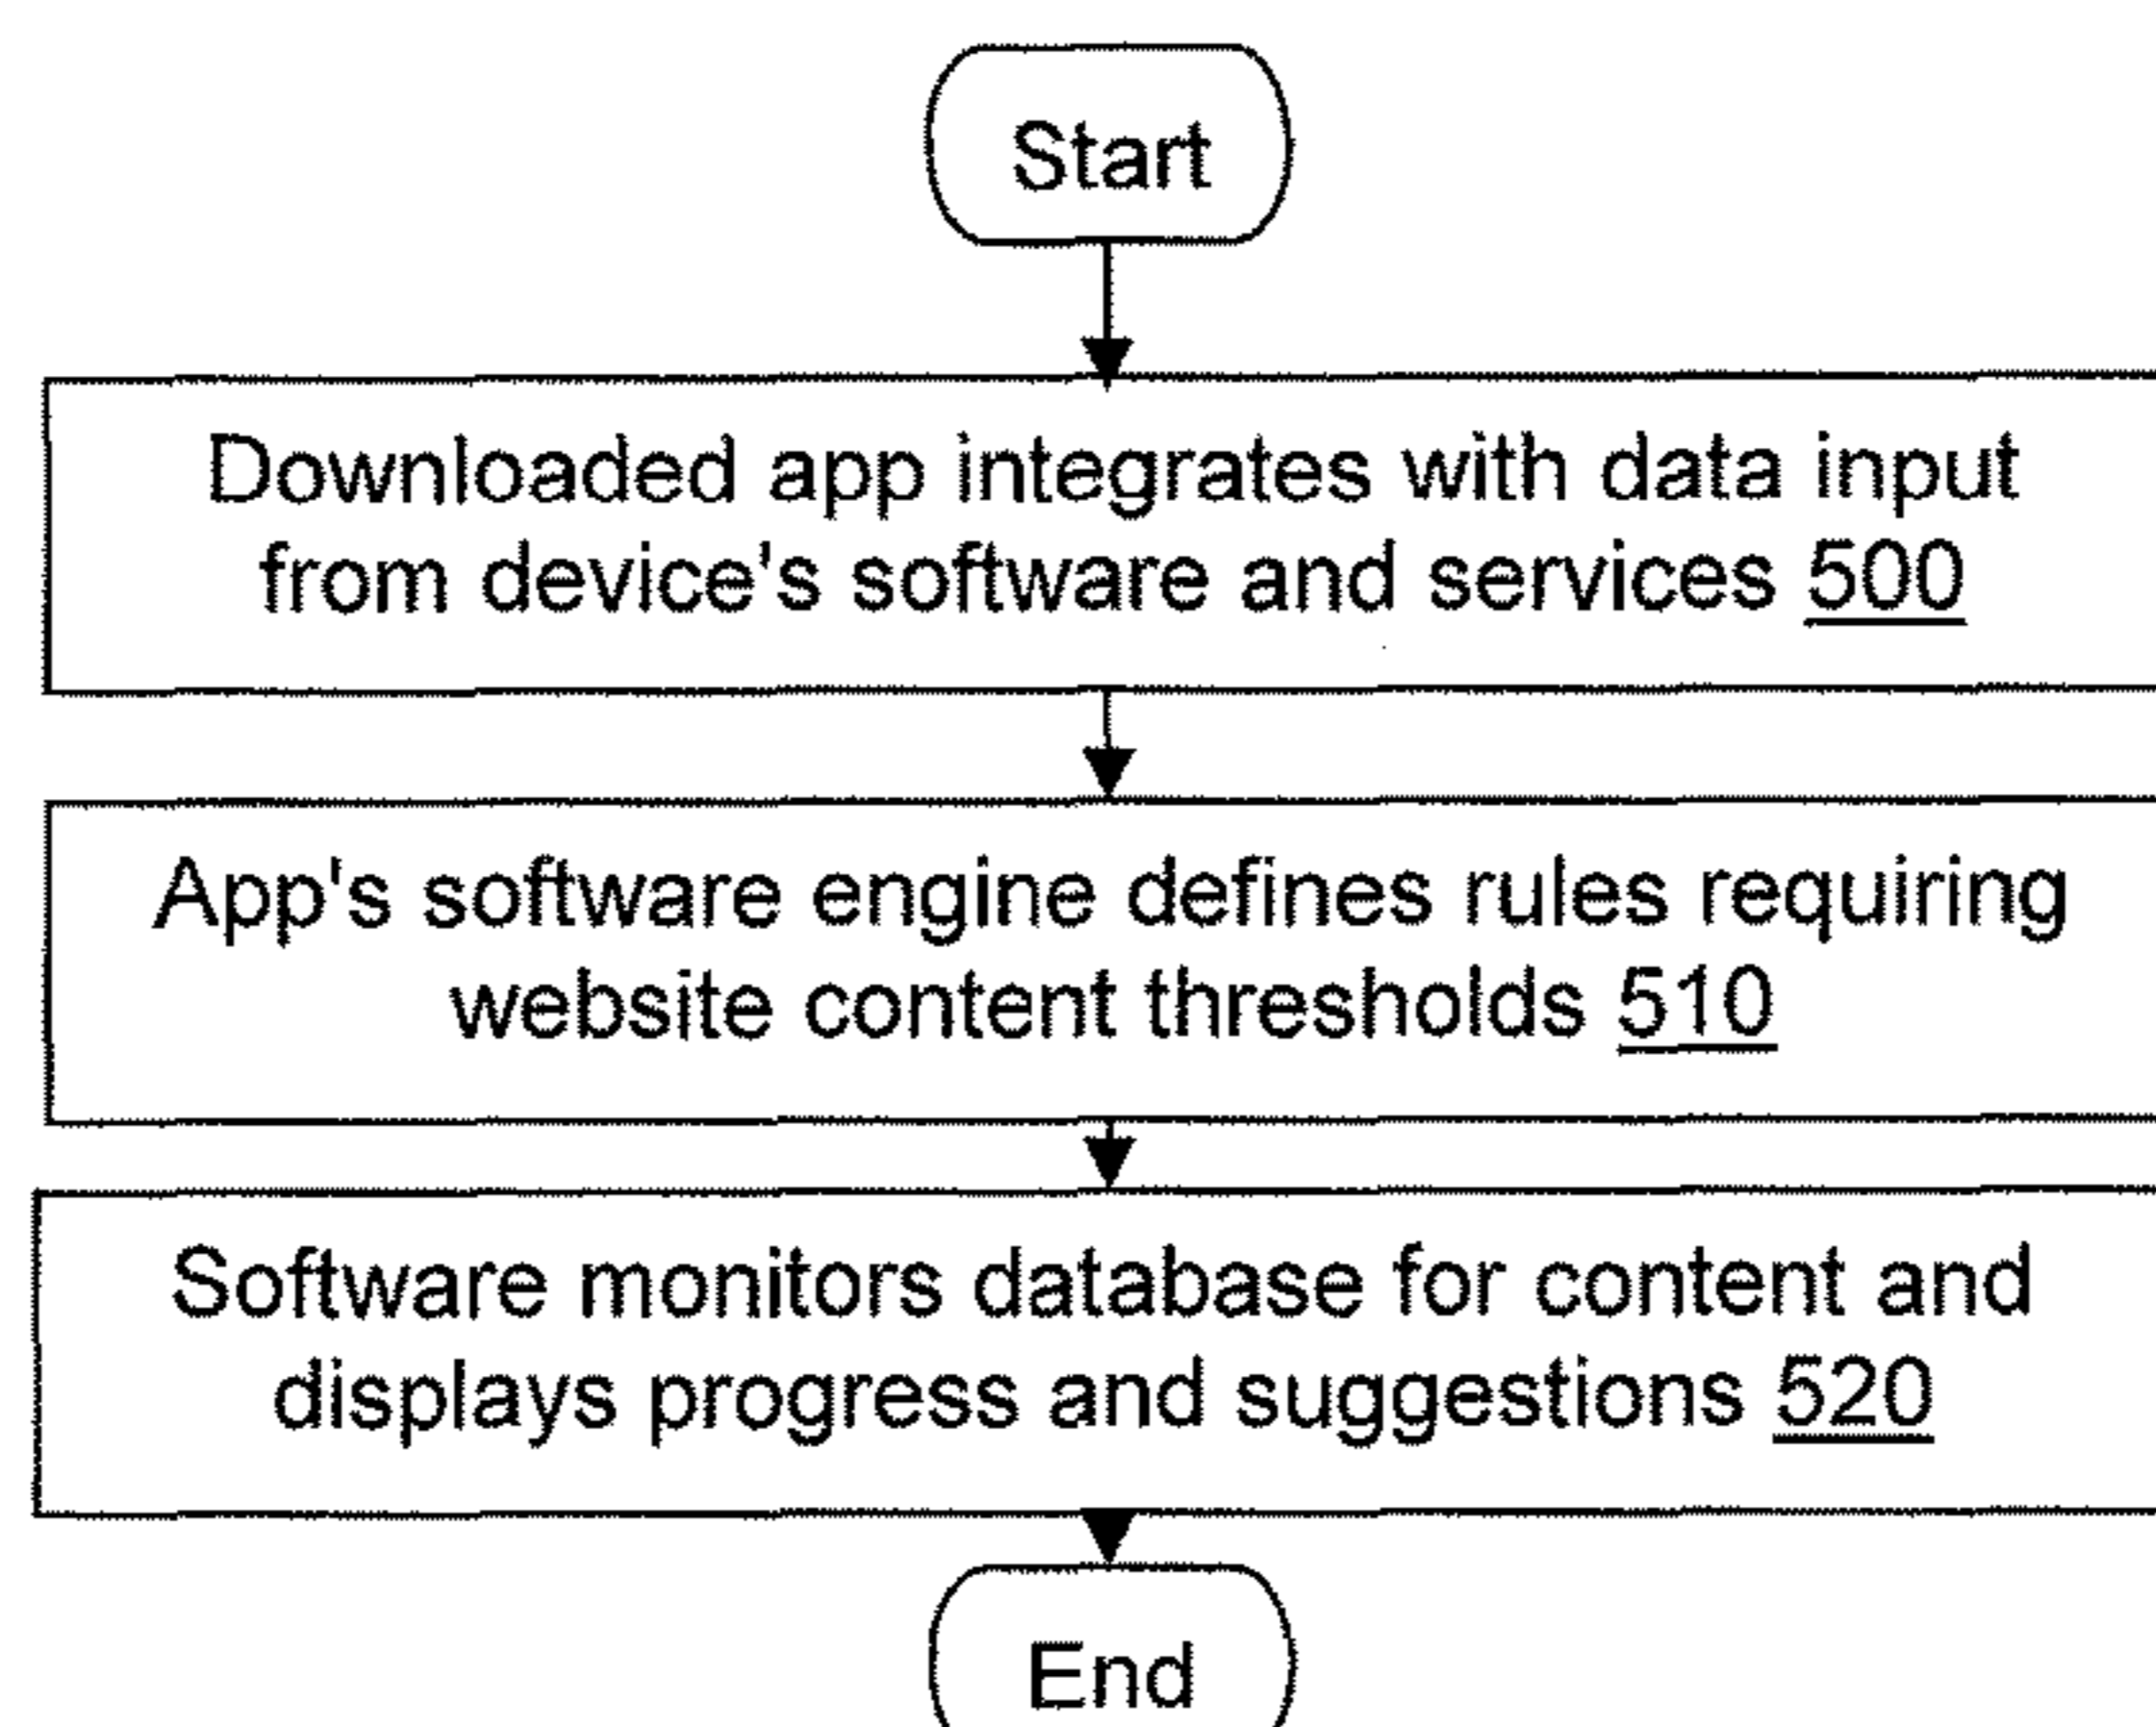 Start
Downloaded app integrates with data input
from device's software and services 500
App's software engine defines rules requiring
website content thresholds 510
Software monitors database for content and
displays progress and suggestions 520
End